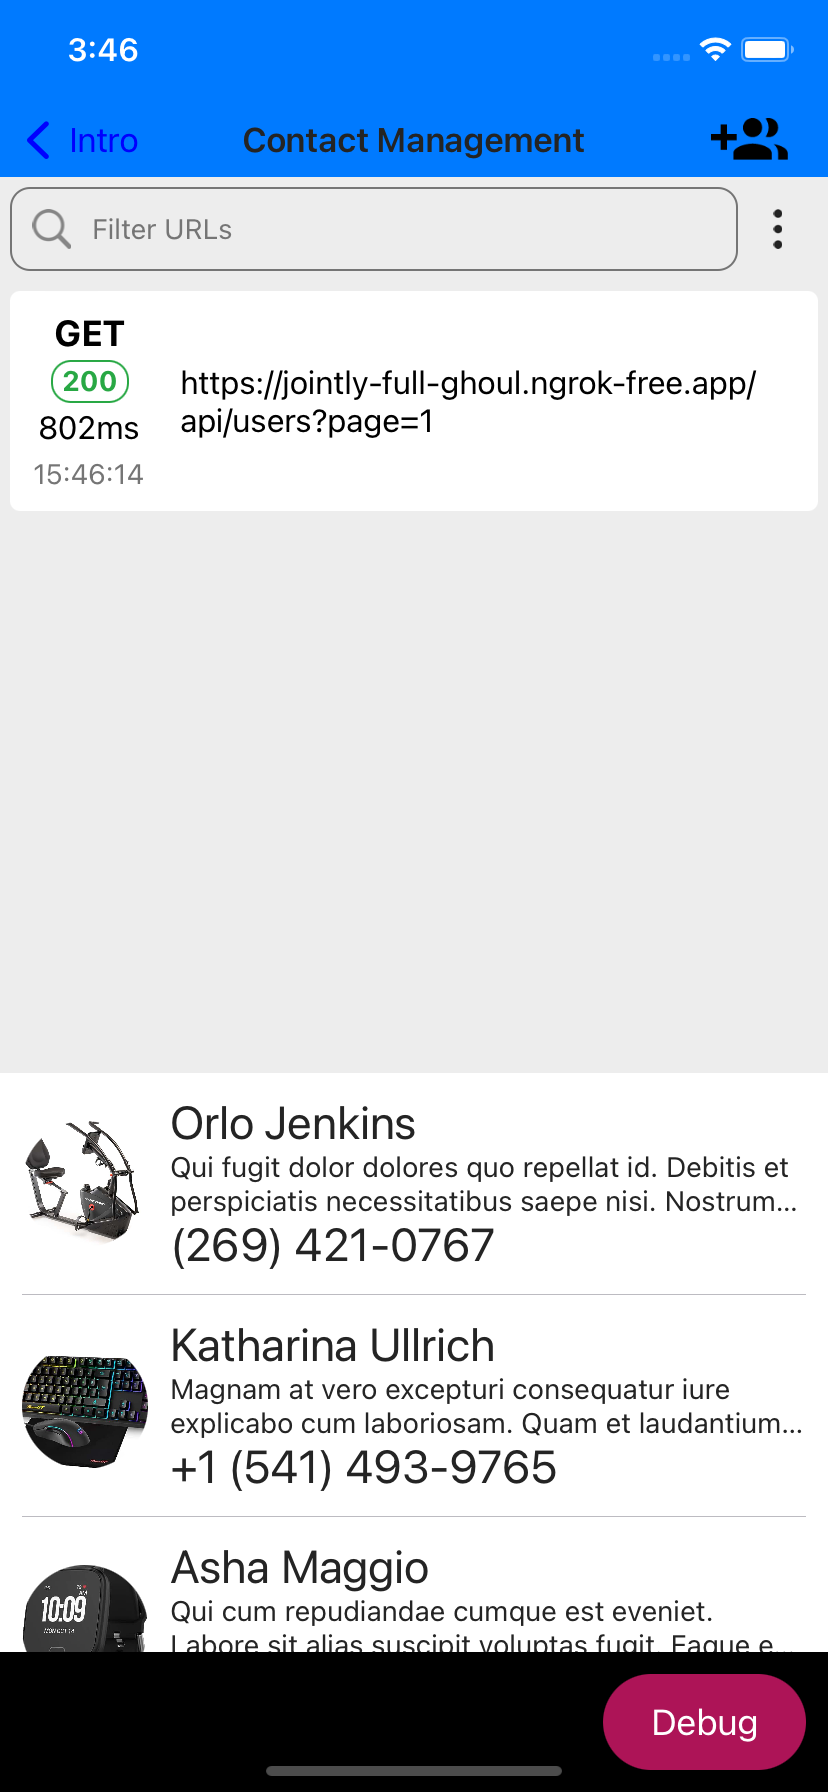 3:46
Intro
Contact Management
Filter URLs
GET
200
802ms
15:46:14
https://jointly-full-ghoul.ngrok-free.app/
api/users?page=1
Orlo Jenkins
Qui fugit dolor dolores quo repellat id. Debitis et
perspiciatis necessitatibus saepe nisi. Nostrum...
(269) 421-0767
Katharina Ullrich
Magnam at vero excepturi consequatur iure
explicabo cum laboriosam. Quam et laudantium...
+1 (541) 493-9765
Asha Maggio
10:09
Qui cum repudiandae cumque est eveniet.
Labore sit alias suscipit voluptas fugit. Eaque e...
Debug